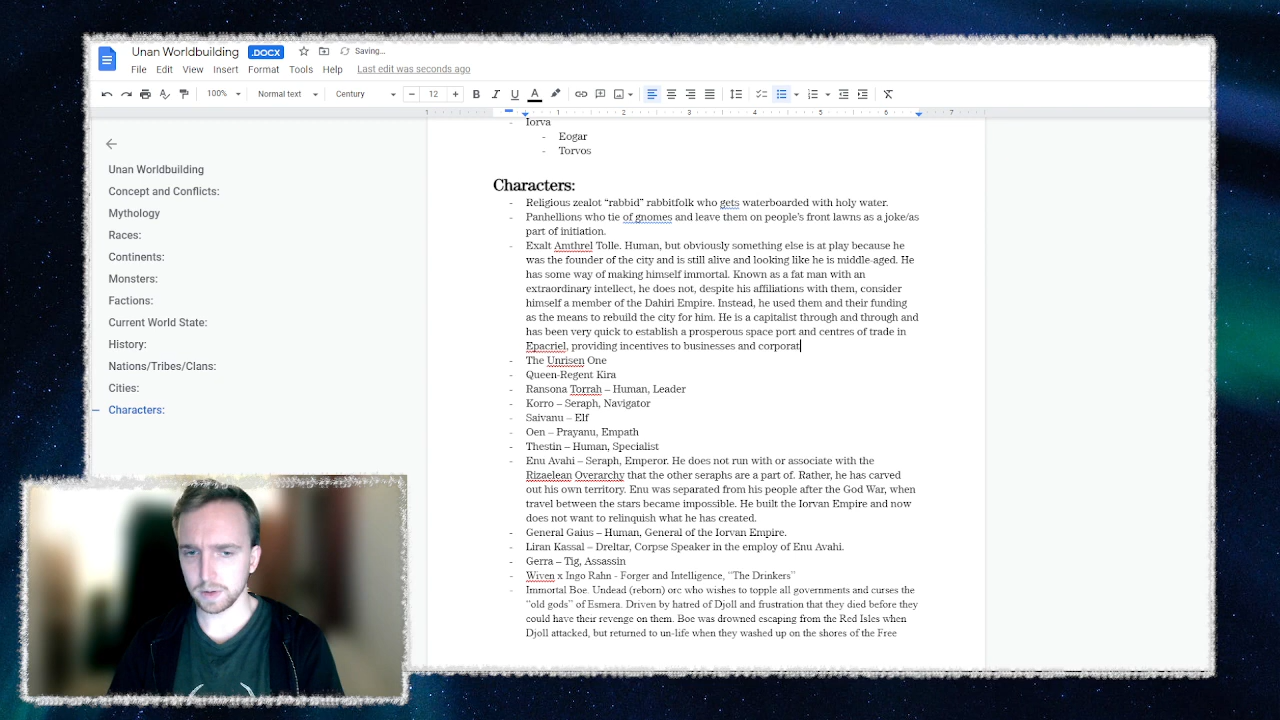 Unan Worldbuilding .DOCX Saving...
File Edit View Insert Format Tools Help Last edit was seconds ago
100% Normal text Century 12 B I U A
1 1 2 3 4 5 6 7
Unan Worldbuilding
Concept and Conflicts:
Mythology
Races:
Continents:
Monsters:
Factions:
Current World State:
History:
Nations/Tribes/Clans:
Cities:
Characters:
- Iorva
- Eogar
- Torvos
Characters:
- Religious zealot “rabbid” rabbitfolk who gets waterboarded with holy water.
- Panhellions who tie of gnomes and leave them on people’s front lawns as a joke/as
part of initiation.
- Exalt Amthrel Tolle. Human, but obviously something else is at play because he
was the founder of the city and is still alive and looking like he is middle-aged. He
has some way of making himself immortal. Known as a fat man with an
extraordinary intellect, he does not, despite his affiliations with them, consider
himself a member of the Dahiri Empire. Instead, he used them and their funding
as the means to rebuild the city for him. He is a capitalist through and through and
has been very quick to establish a prosperous space port and centres of trade in
Epacriel, providing incentives to businesses and corporat
- The Unrisen One
- Queen-Regent Kira
- Ransona Torrah – Human, Leader
- Korro – Seraph, Navigator
- Saivanu – Elf
- Oen – Prayanu, Empath
- Thestin – Human, Specialist
- Enu Avahi – Seraph, Emperor. He does not run with or associate with the
Rizaelean Overarchy that the other seraphs are a part of. Rather, he has carved
out his own territory. Enu was separated from his people after the God War, when
travel between the stars became impossible. He built the Iorvan Empire and now
does not want to relinquish what he has created.
- General Gaius – Human, General of the Iorvan Empire.
- Liran Kassal – Dreltar, Corpse Speaker in the employ of Enu Avahi.
- Gerra – Tig, Assassin
- Wiven x Ingo Rahn - Forger and Intelligence, “The Drinkers”
- Immortal Boe. Undead (reborn) orc who wishes to topple all governments and curses the
“old gods” of Esmera. Driven by hatred of Djoll and frustration that they died before they
could have their revenge on them. Boe was drowned escaping from the Red Isles when
Djoll attacked, but returned to un-life when they washed up on the shores of the Free